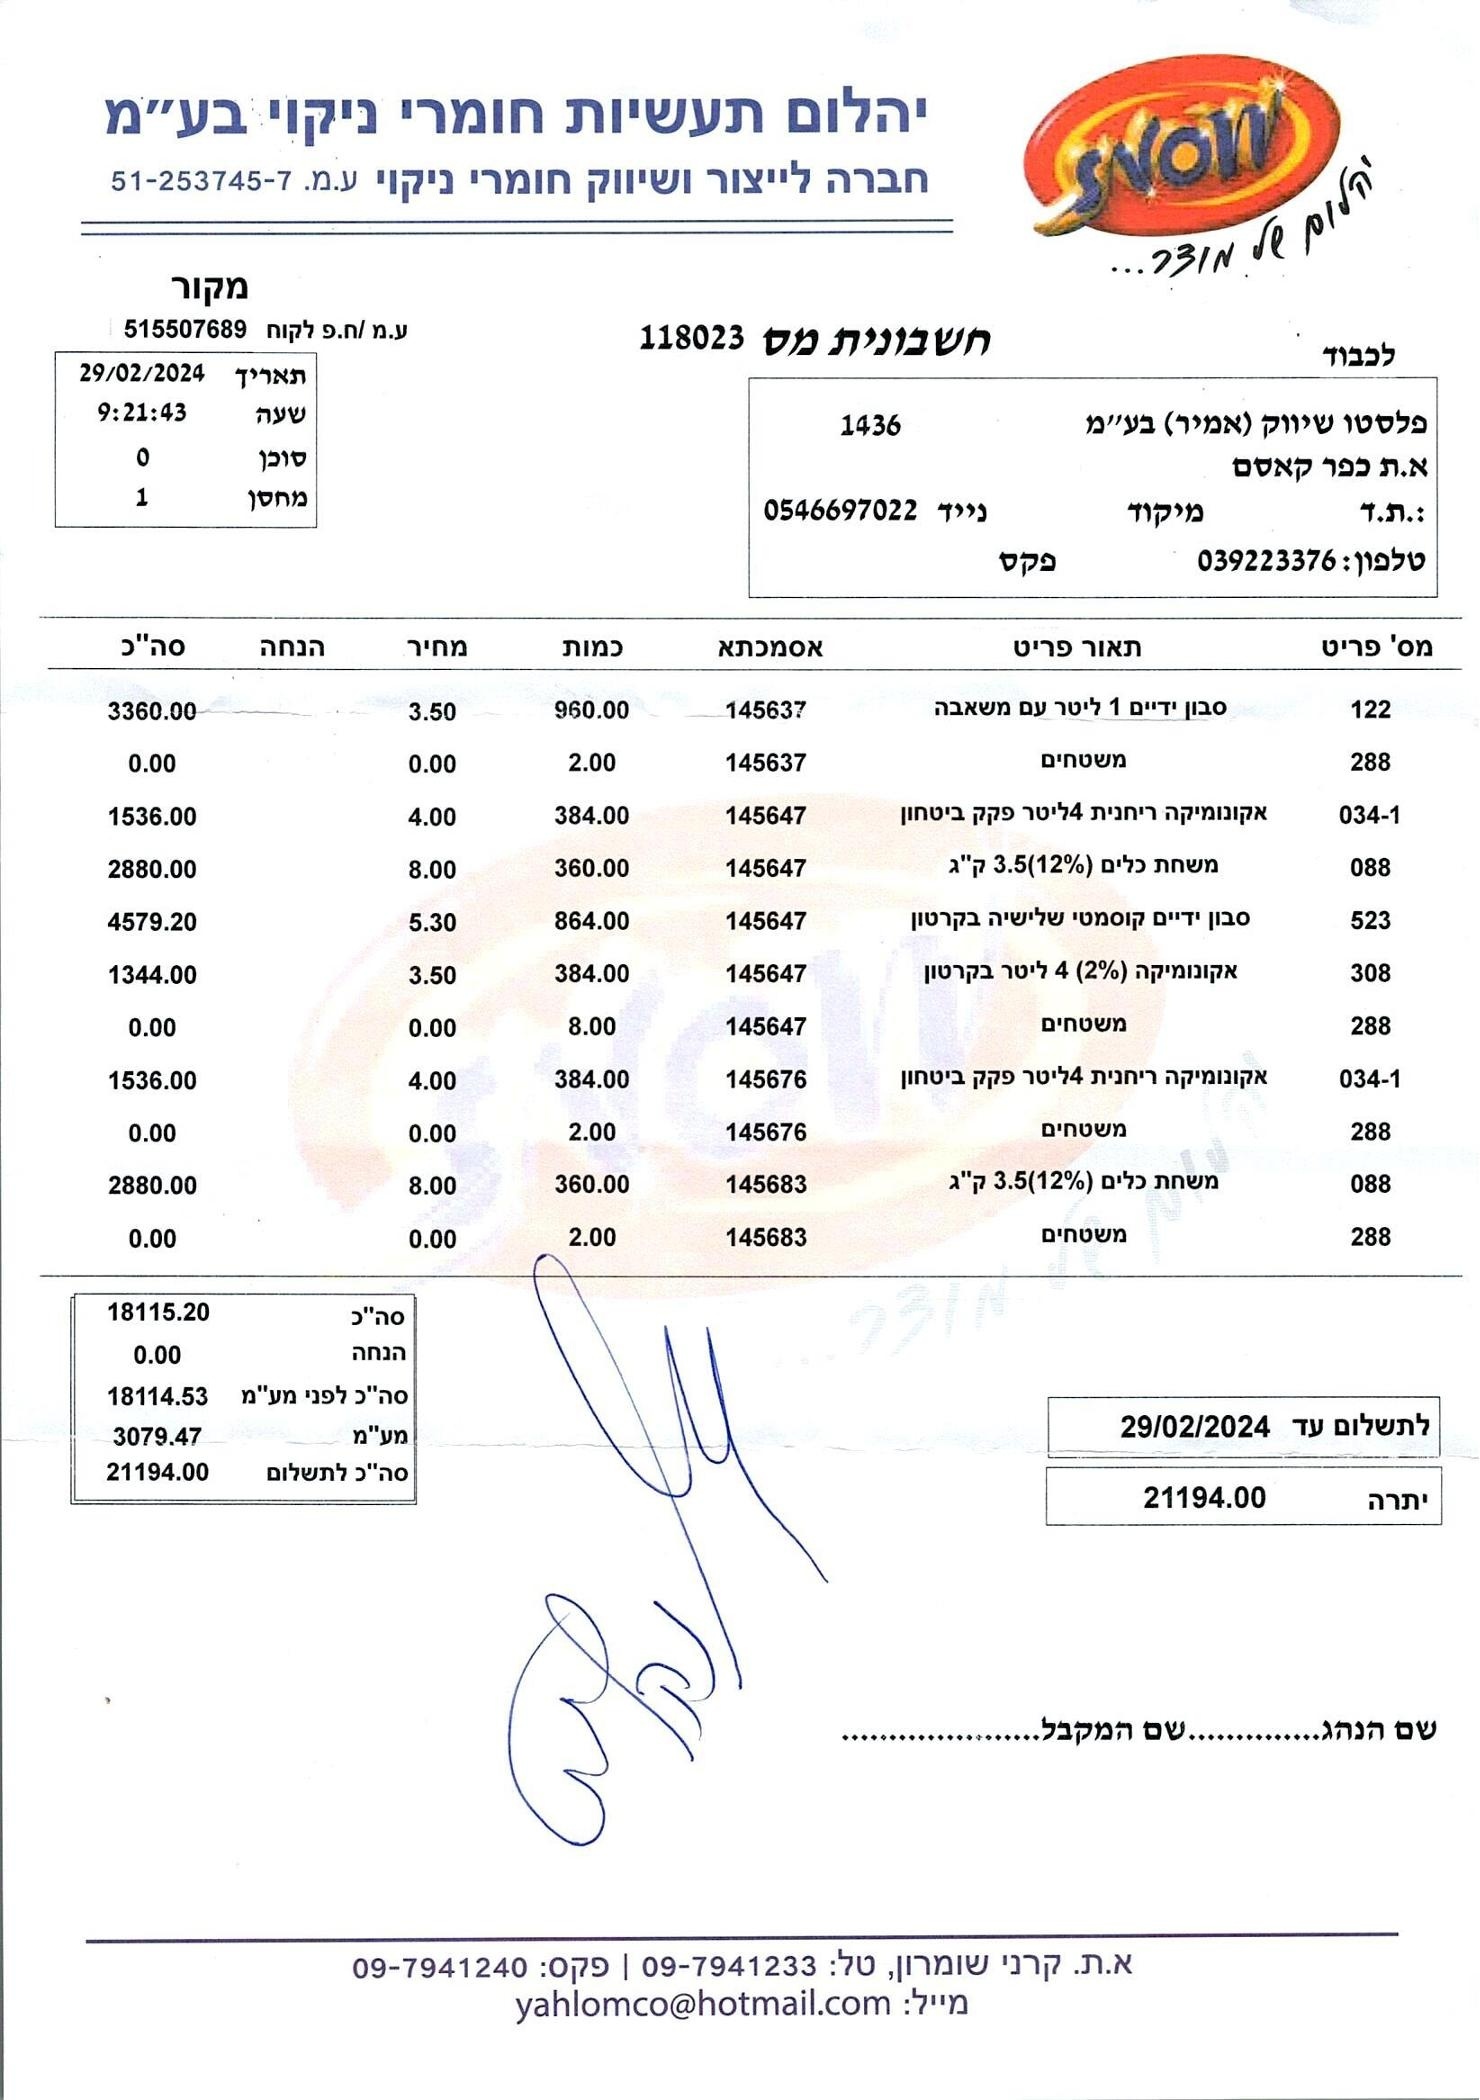 snow
יהלום של מוצר...
יהלום תעשיות חומרי ניקוי בע״מ
חברה לייצור ושיווק חומרי ניקוי ע.מ. 51-253745-7
מקור
ע.מ /ח.פ לקוח 515507689
תאריך 29/02/2024
שעה 9:21:43
סוכן 0
מחסן 1
חשבונית מס 118023
לכבוד
פלסטו שיווק (אמיר) בע״מ 1436
א.ת כפר קאסם
ת.ד.: מיקוד נייד 0546697022
טלפון: 039223376 פקס
מס' פריט תאור פריט אסמכתא כמות מחיר הנחה סה"כ
122 סבון ידיים 1 ליטר עם משאבה 145637 960.00 3.50 3360.00
288 משטחים 145637 2.00 0.00 0.00
034-1 אקונומיקה ריחנית 4ליטר פקק ביטחון 145647 384.00 4.00 1536.00
088 משחת כלים (12%)3.5 ק"ג 145647 360.00 8.00 2880.00
523 סבון ידיים קוסמטי שלישיה בקרטון 145647 864.00 5.30 4579.20
308 אקונומיקה (2%) 4 ליטר בקרטון 145647 384.00 3.50 1344.00
288 משטחים 145647 8.00 0.00 0.00
034-1 אקונומיקה ריחנית 4ליטר פקק ביטחון 145676 384.00 4.00 1536.00
288 משטחים 145676 2.00 0.00 0.00
088 משחת כלים (12%)3.5 ק"ג 145683 360.00 8.00 2880.00
288 משטחים 145683 2.00 0.00 0.00
סה"כ 18115.20
הנחה 0.00
סה"כ לפני מע"מ 18114.53
מע"מ 3079.47
סה"כ לתשלום 21194.00
לתשלום עד 29/02/2024
יתרה 21194.00
שם הנהג..............שם המקבל.....................
א.ת. קרני שומרון, טל: 09-7941233 | פקס: 09-7941240
מייל: yahlomco@hotmail.com